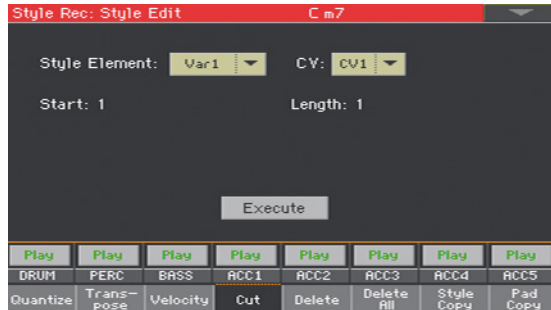 Style Rec: Style Edit C m7
Style Element: Var1 CV: CV1
Start: 1 Length: 1
Execute
Play Play Play Play Play Play Play Play
DRUM PERC BASS ACC1 ACC2 ACC3 ACC4 ACC5
Quantize Trans- Velocity Cut Delete Delete Style Pad
pose All Copy Copy